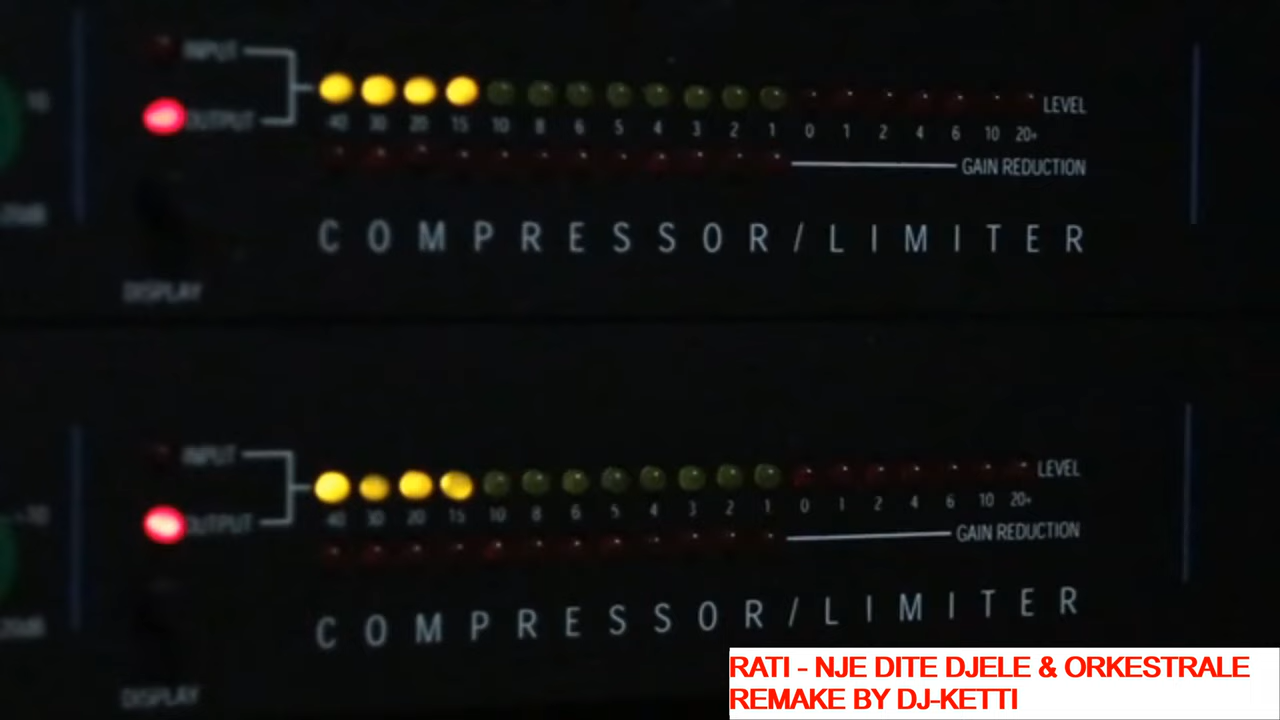 INPUT
OUTPUT
LEVEL
40 30 20 15 10 8 6 5 4 3 2 1 0 1 2 4 6 10 20+
GAIN REDUCTION
COMPRESSOR/LIMITER
DISPLAY
INPUT
OUTPUT
LEVEL
40 30 20 15 10 8 6 5 4 3 2 1 0 1 2 4 6 10 20+
GAIN REDUCTION
COMPRESSOR/LIMITER
DISPLAY
RATI - NJE DITE DJELE & ORKESTRALE
REMAKE BY DJ-KETTI